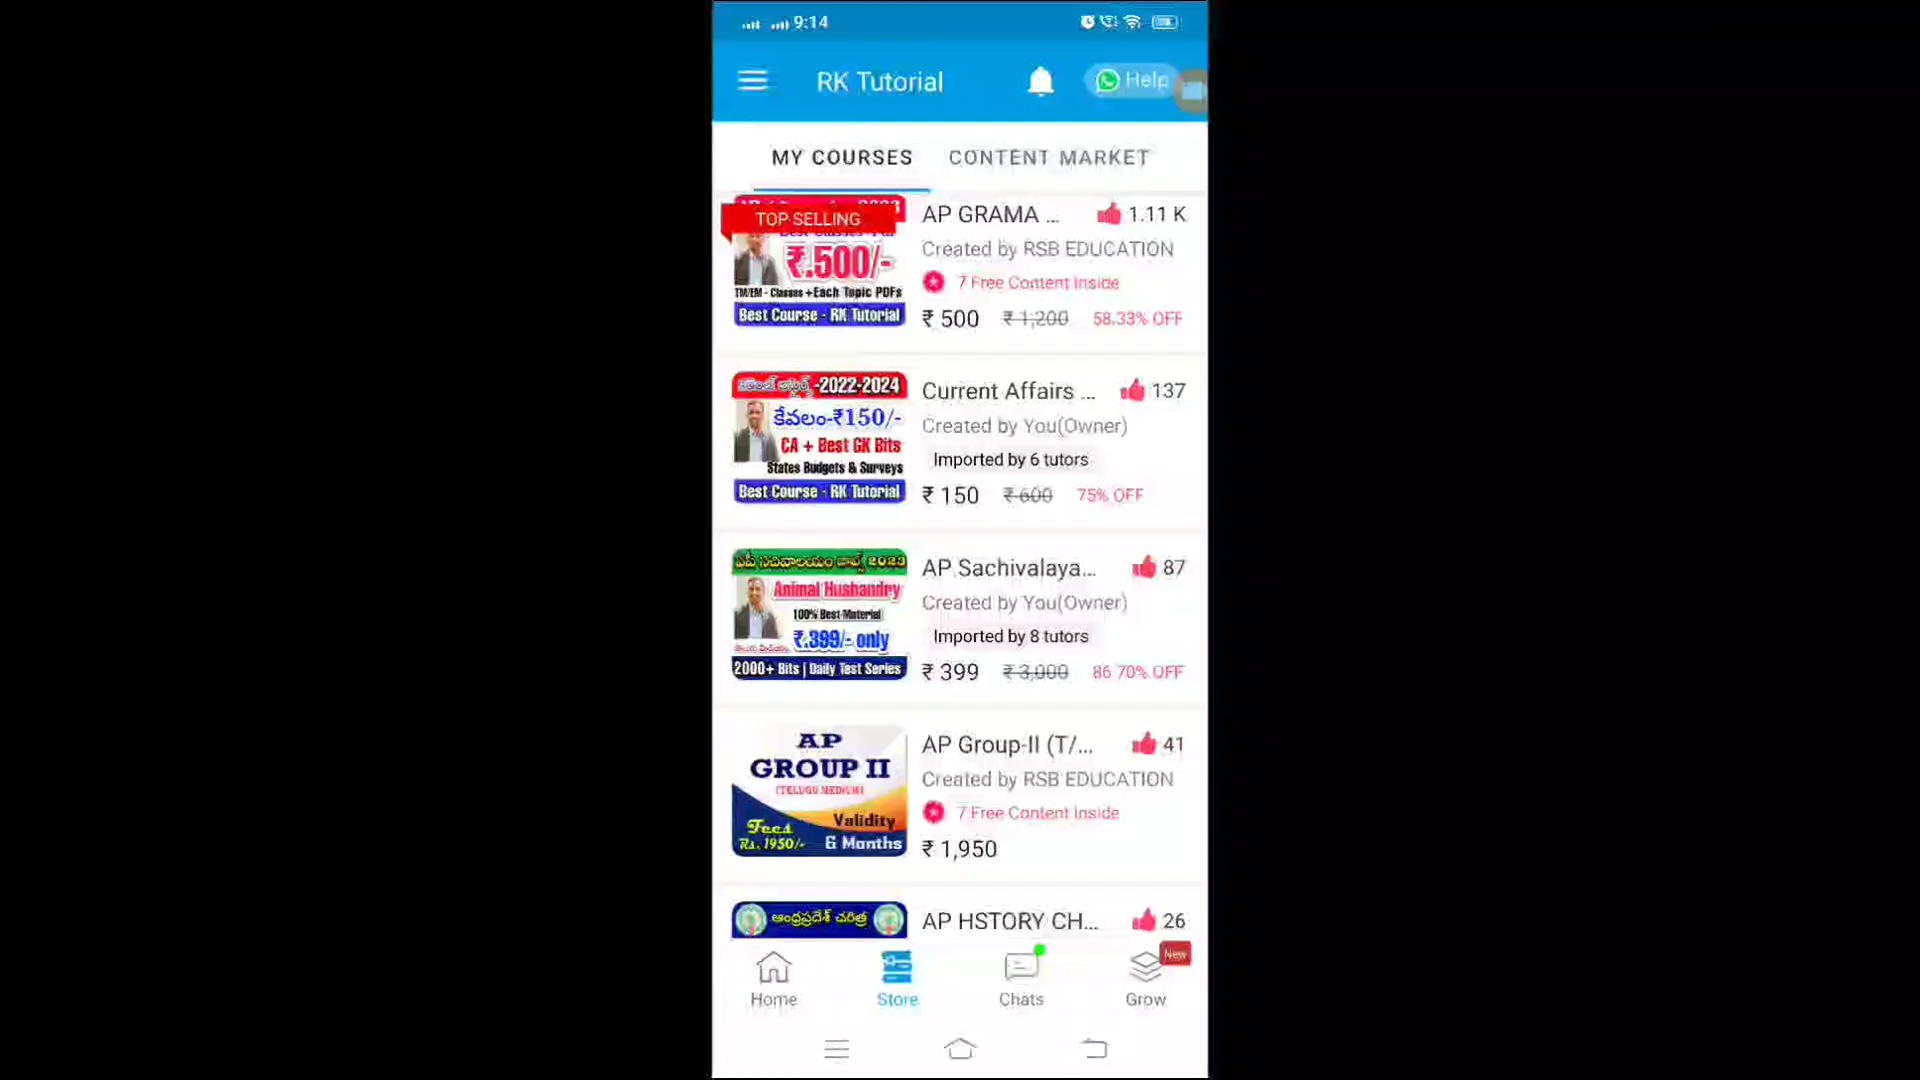 9:14
RK Tutorial
Help
MY COURSES
CONTENT MARKET
TOP SELLING
₹.500/-
TM/EM - Classes +Each Topic PDFs
Best Course - RK Tutorial
AP GRAMA ...
1.11 K
Created by RSB EDUCATION
7 Free Content Inside
₹ 500 ₹ 1,200 58.33% OFF
-2022-2024
కేవలం-₹150/-
CA + Best GK Bits
States Budgets & Surveys
Best Course - RK Tutorial
Current Affairs ...
137
Created by You(Owner)
Imported by 6 tutors
₹ 150 ₹ 600 75% OFF
ఏపీ సచివాలయం జాబ్స్ 2023
Animal Husbandry
100% Best Material
₹.399/- only
2000+ Bits | Daily Test Series
AP Sachivalaya...
87
Created by You(Owner)
Imported by 8 tutors
₹ 399 ₹ 3,000 86.70% OFF
AP
GROUP II
(TELUGU MEDIUM)
Validity
Fees
Rs. 1950/-
6 Months
AP Group-II (T/...
41
Created by RSB EDUCATION
7 Free Content Inside
₹ 1,950
ఆంధ్రప్రదేశ్ చరిత్ర
AP HSTORY CH...
26
New
Home
Store
Chats
Grow